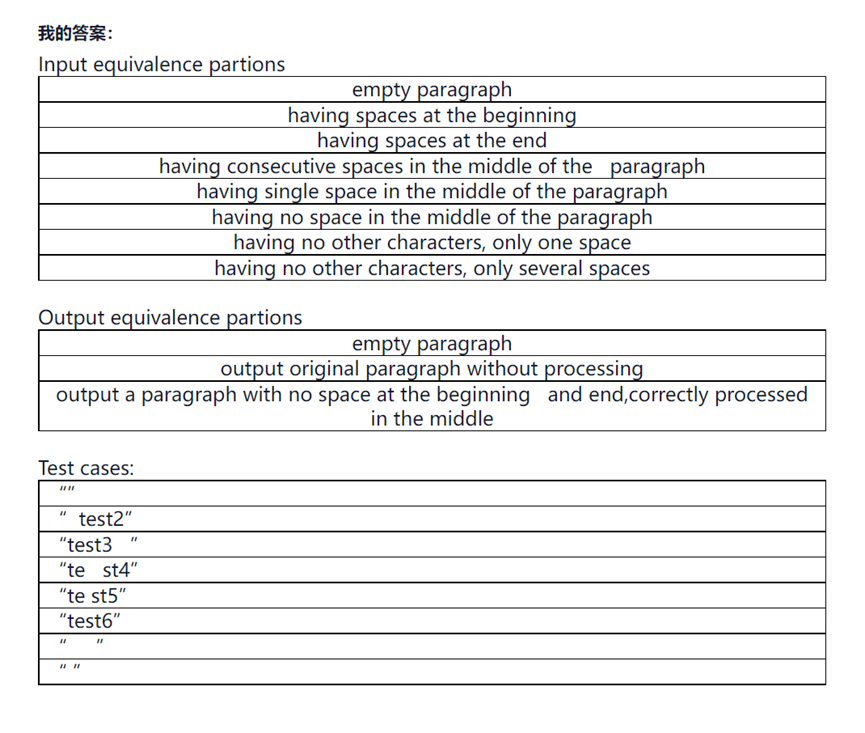 我的答案：
Input equivalence partions
empty paragraph
having spaces at the beginning
having spaces at the end
having consecutive spaces in the middle of the   paragraph
having single space in the middle of the paragraph
having no space in the middle of the paragraph
having no other characters, only one space
having no other characters, only several spaces
Output equivalence partions
empty paragraph
output original paragraph without processing
output a paragraph with no space at the beginning   and end,correctly processed
in the middle
Test cases:
“”
“  test2”
“test3   ”
“te   st4”
“te st5”
“test6”
“     ”
“ ”